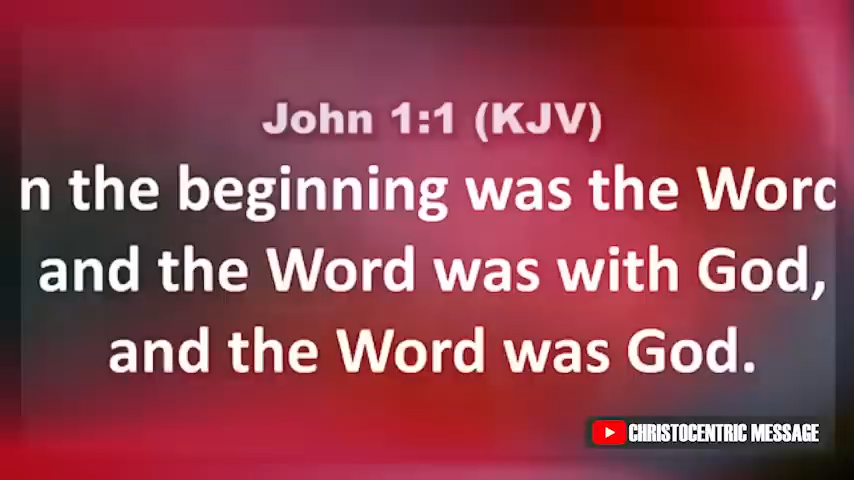 John 1:1 (KJV)
n the beginning was the Word
and the Word was with God,
and the Word was God.
CHRISTOCENTRIC MESSAGE